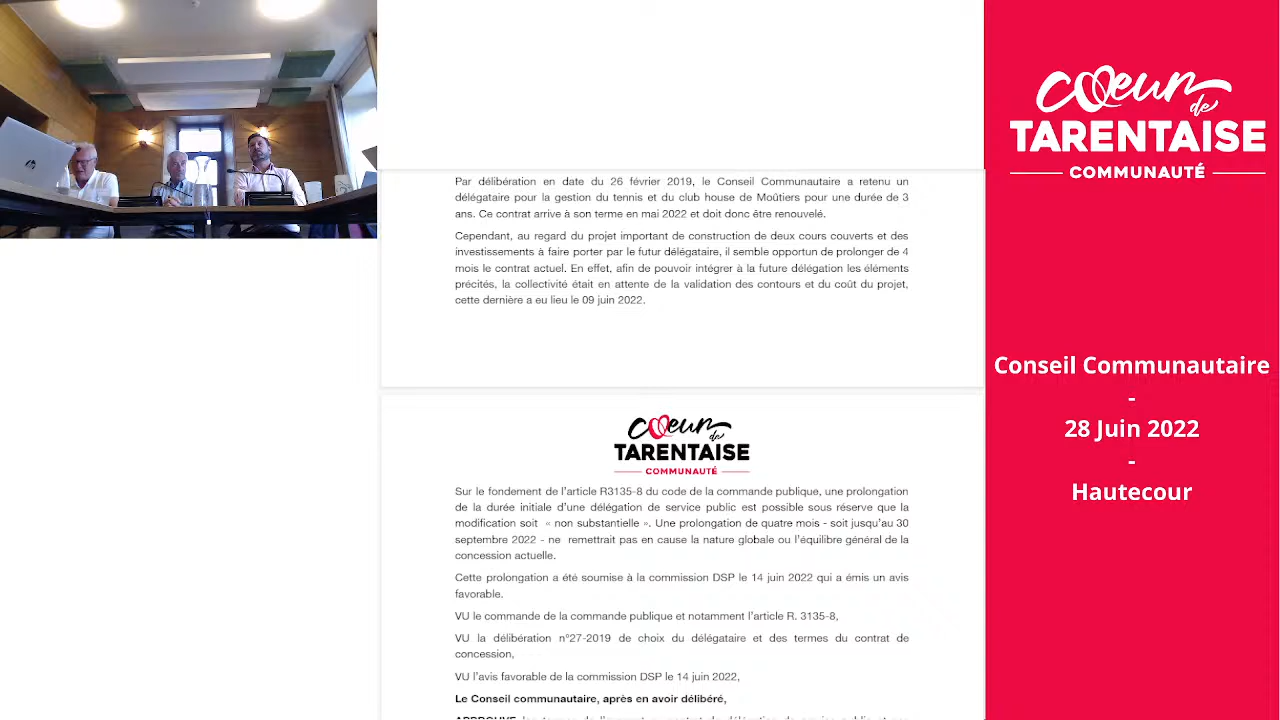 Par délibération en date du 26 février 2019, le Conseil Communautaire a retenu un
délégataire pour la gestion du tennis et du club house de Moûtiers pour une durée de 3
ans. Ce contrat arrive à son terme en mai 2022 et doit donc être renouvelé.
Cependant, au regard du projet important de construction de deux cours couverts et des
investissements à faire porter par le futur délégataire, il semble opportun de prolonger de 4
mois le contrat actuel. En effet, afin de pouvoir intégrer à la future délégation les éléments
précités, la collectivité était en attente de la validation des contours et du coût du projet,
cette dernière a eu lieu le 09 juin 2022.
Cœur
de
TARENTAISE
COMMUNAUTÉ
Sur le fondement de l'article R3135-8 du code de la commande publique, une prolongation
de la durée initiale d'une délégation de service public est possible sous réserve que la
modification soit « non substantielle ». Une prolongation de quatre mois - soit jusqu'au 30
septembre 2022 - ne remettrait pas en cause la nature globale ou l'équilibre général de la
concession actuelle.
Cette prolongation a été soumise à la commission DSP le 14 juin 2022 qui a émis un avis
favorable.
VU le commande de la commande publique et notamment l'article R. 3135-8,
VU la délibération n°27-2019 de choix du délégataire et des termes du contrat de
concession,
VU l'avis favorable de la commission DSP le 14 juin 2022,
Le Conseil communautaire, après en avoir délibéré,
Cœur
de
TARENTAISE
COMMUNAUTÉ
Conseil Communautaire
-
28 Juin 2022
-
Hautecour